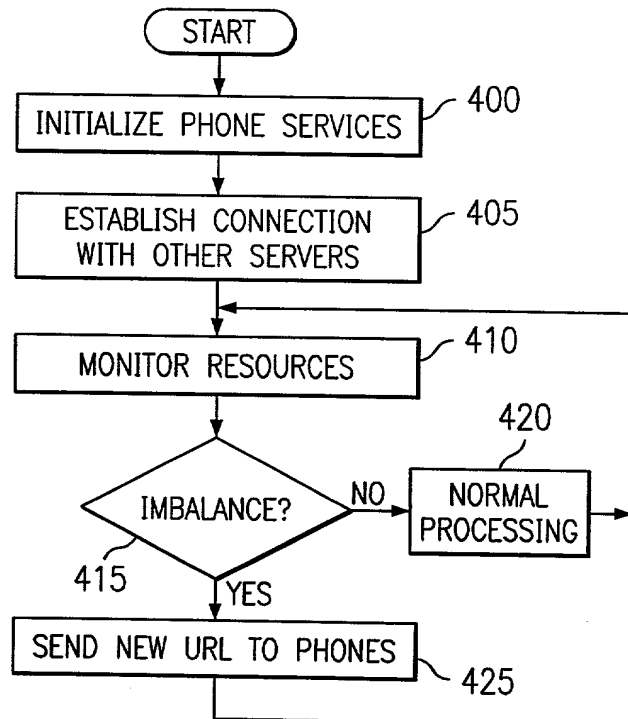 START
INITIALIZE PHONE SERVICES
400
ESTABLISH CONNECTION
WITH OTHER SERVERS
405
MONITOR RESOURCES
410
IMBALANCE?
415
NO
420
NORMAL
PROCESSING
YES
SEND NEW URL TO PHONES
425